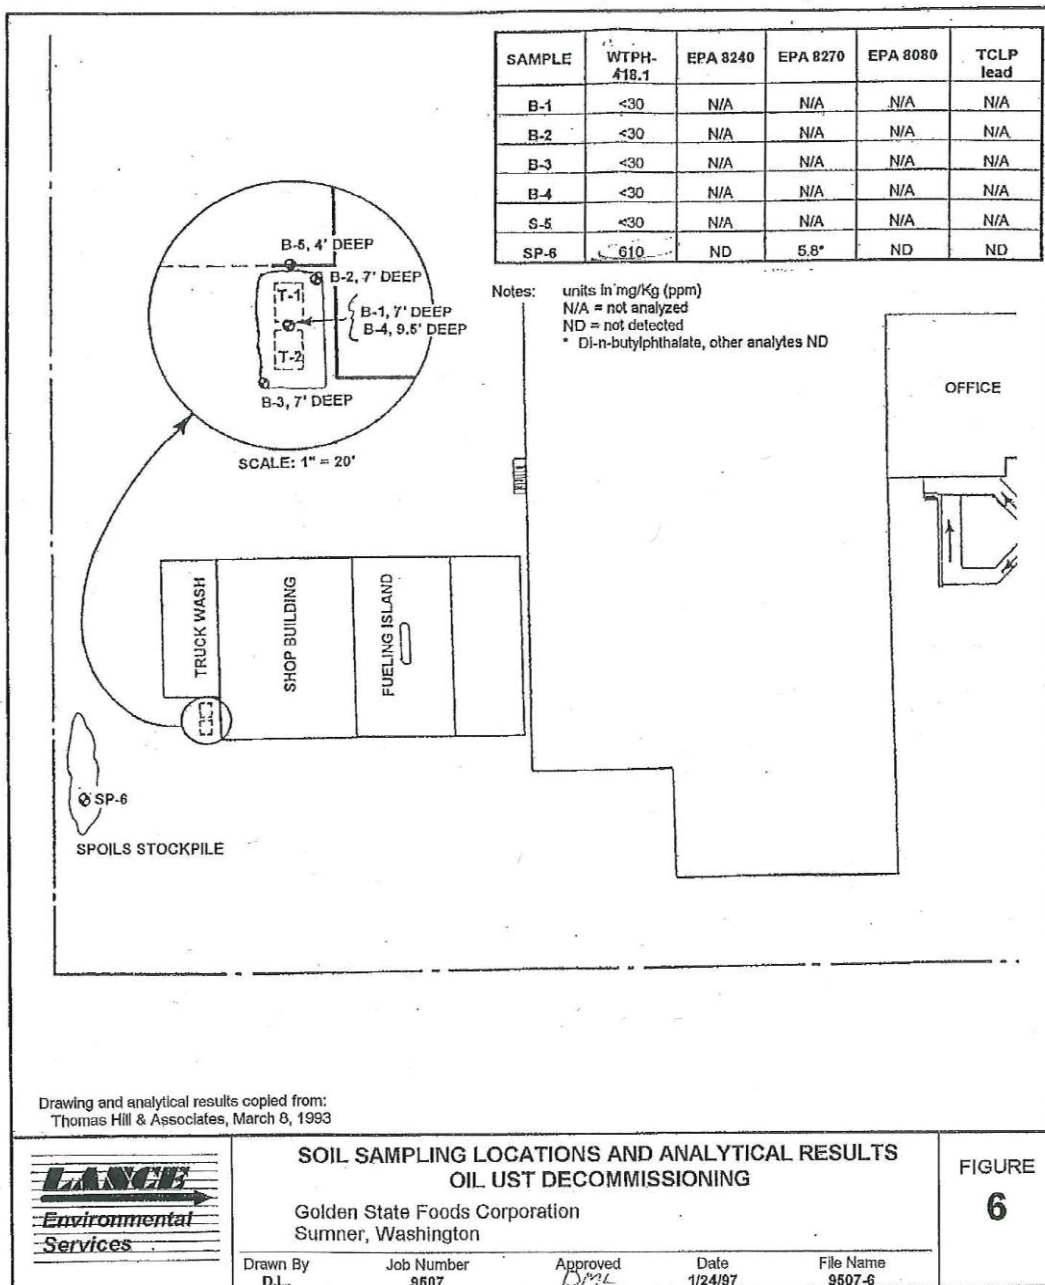 SAMPLE WTPH-418.1 EPA 8240 EPA 8270 EPA 8080 TCLP lead
B-1 <30 N/A N/A N/A N/A
B-2 <30 N/A N/A N/A N/A
B-3 <30 N/A N/A N/A N/A
B-4 <30 N/A N/A N/A N/A
S-5 <30 N/A N/A N/A N/A
SP-6 610 ND 5.8* ND ND
Notes: units in mg/Kg (ppm)
N/A = not analyzed
ND = not detected
* Di-n-butylphthalate, other analytes ND
B-5, 4' DEEP
B-2, 7' DEEP
T-1
B-1, 7' DEEP
B-4, 9.5' DEEP
T-2
B-3, 7' DEEP
SCALE: 1" = 20'
OFFICE
TRUCK WASH
SHOP BUILDING
FUELING ISLAND
SP-6
SPOILS STOCKPILE
Drawing and analytical results copied from:
Thomas Hill & Associates, March 8, 1993
LANCE
Environmental
Services
SOIL SAMPLING LOCATIONS AND ANALYTICAL RESULTS
OIL UST DECOMMISSIONING
Golden State Foods Corporation
Sumner, Washington
FIGURE
6
Drawn By Job Number Approved Date File Name
D.L. 9507 DML 1/24/97 9507-6